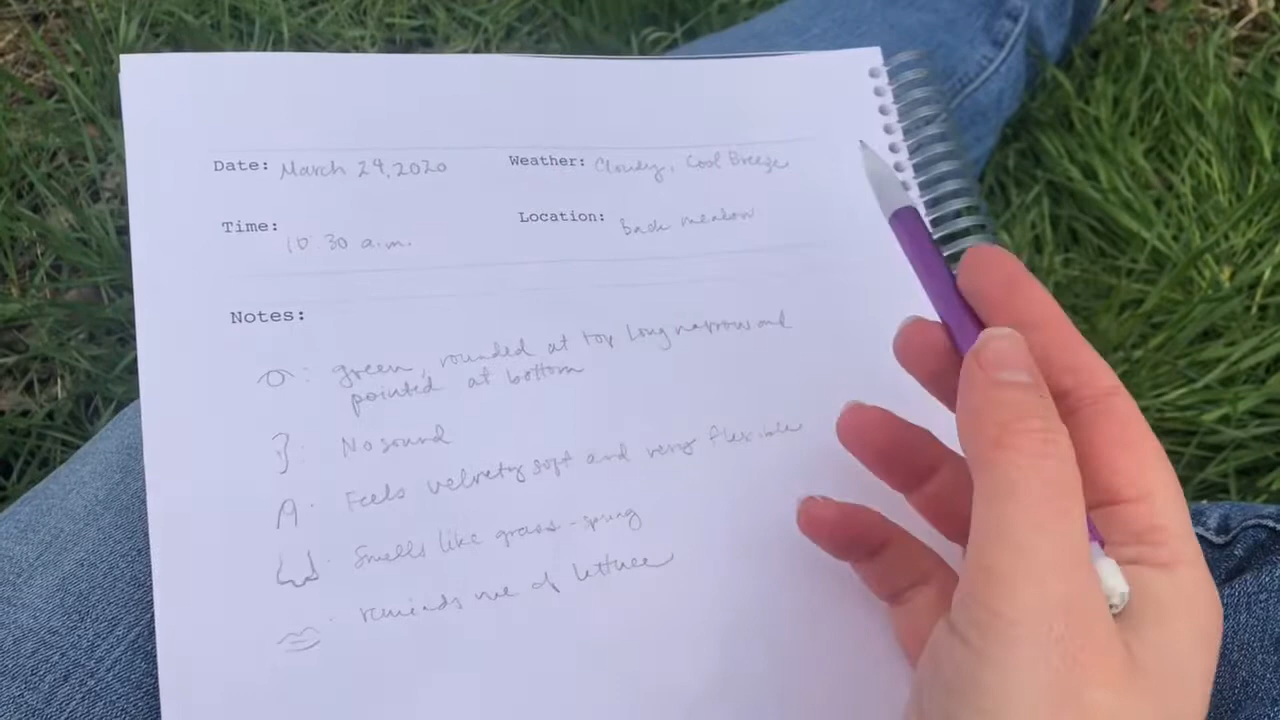 Date: March 29, 2020 Weather: Cloudy, Cool Breeze
Time: 10:30 a.m. Location: back meadow
Notes:
green, rounded at top long narrow and
pointed at bottom
No sound
Feels velvety soft and very flexible
Smells like grass - spring
reminds me of lettuce